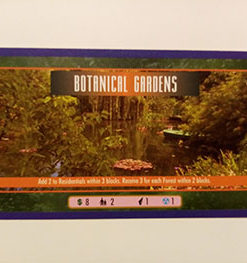 BOTANICAL GARDENS
Add 2 to Residentials within 3 blocks. Receive 3 for each Forest within 2 blocks.
$ 8 2 1 1